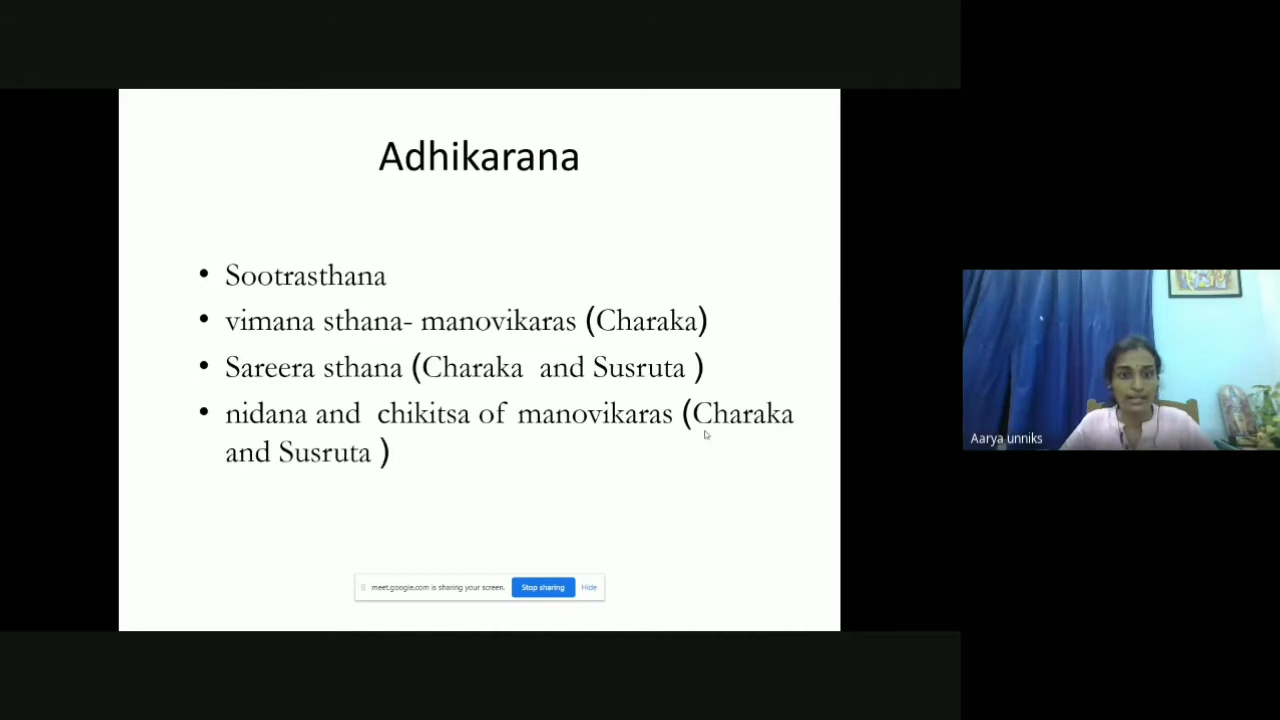 Adhikarana
• Sootrasthana
• vimana sthana- manovikaras (Charaka)
• Sareera sthana (Charaka and Susruta )
• nidana and chikitsa of manovikaras (Charaka
and Susruta )
meet.google.com is sharing your screen. Stop sharing Hide
Aarya unniks